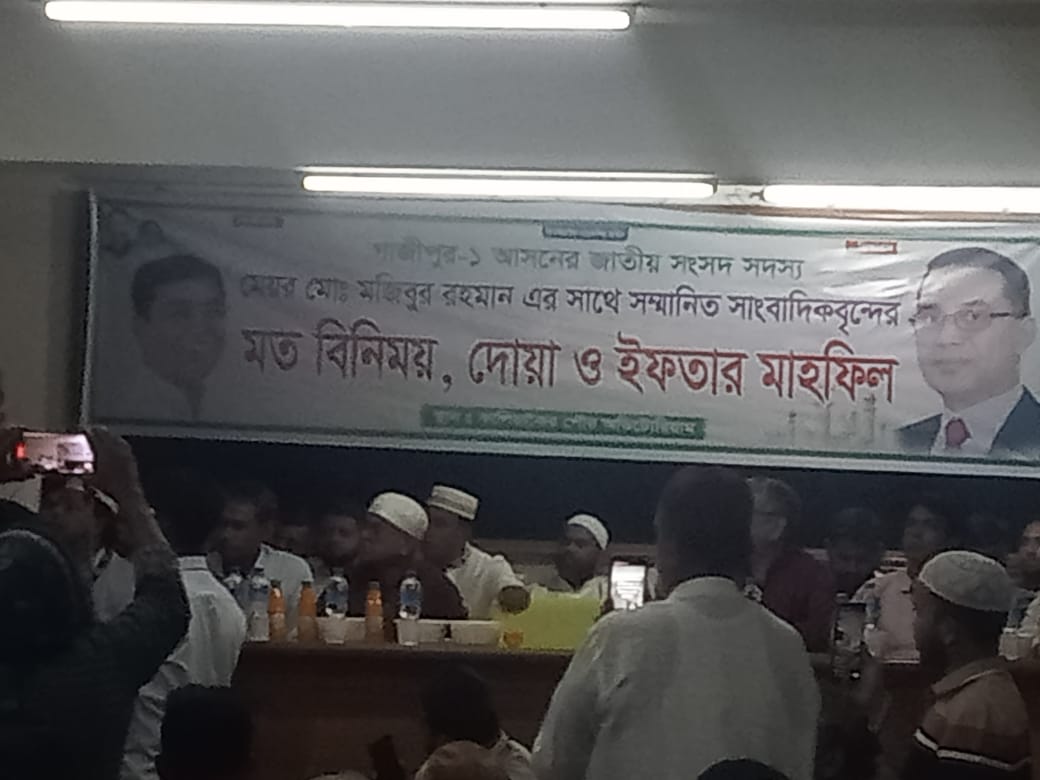 গাজীপুর-১ আসনের জাতীয় সংসদ সদস্য
মেয়র মোঃ মজিবুর রহমান এর সাথে সম্মানিত সাংবাদিকবৃন্দের
মত বিনিময়, দোয়া ও ইফতার মাহফিল